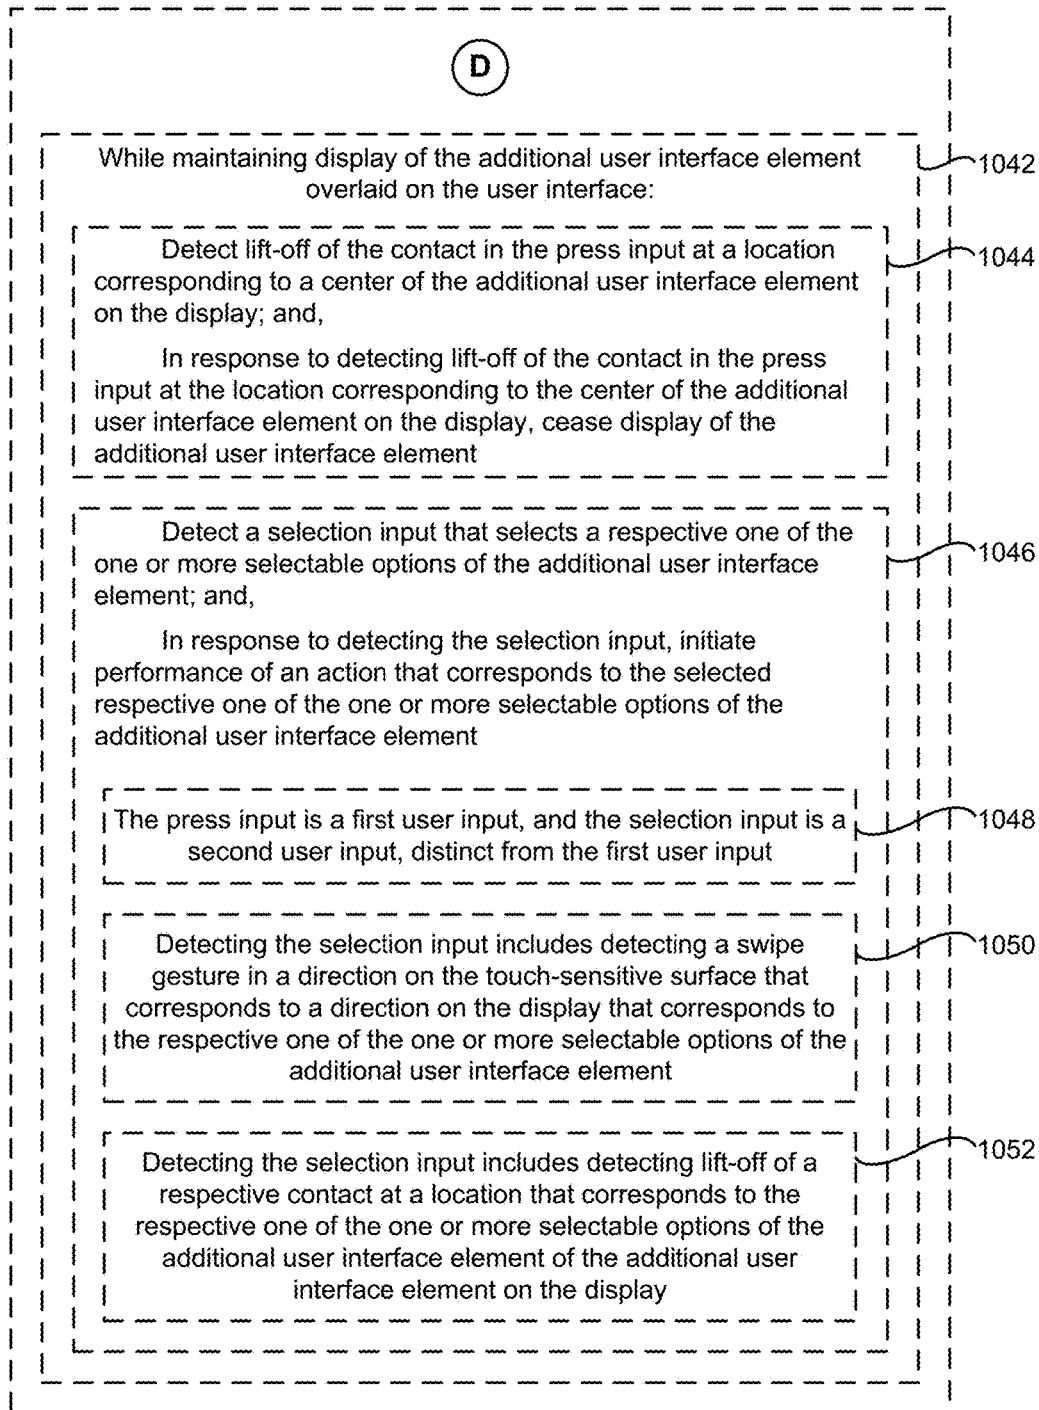 D
While maintaining display of the additional user interface element
overlaid on the user interface:
1042
Detect lift-off of the contact in the press input at a location
corresponding to a center of the additional user interface element
on the display; and,
1044
In response to detecting lift-off of the contact in the press
input at the location corresponding to the center of the additional
user interface element on the display, cease display of the
additional user interface element
Detect a selection input that selects a respective one of the
one or more selectable options of the additional user interface
element; and,
1046
In response to detecting the selection input, initiate
performance of an action that corresponds to the selected
respective one of the one or more selectable options of the
additional user interface element
The press input is a first user input, and the selection input is a
second user input, distinct from the first user input
1048
Detecting the selection input includes detecting a swipe
gesture in a direction on the touch-sensitive surface that
corresponds to a direction on the display that corresponds to
the respective one of the one or more selectable options of the
additional user interface element
1050
Detecting the selection input includes detecting lift-off of a
respective contact at a location that corresponds to the
respective one of the one or more selectable options of the
additional user interface element of the additional user
interface element on the display
1052